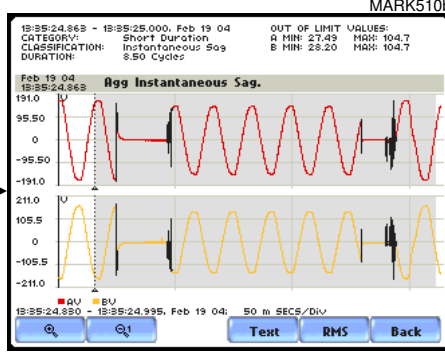 MARK510
13:35:24.863 - 13:35:25.000, Feb 19 04
CATEGORY: Short Duration
CLASSIFICATION: Instantaneous Sag
DURATION: 8.50 Cycles
OUT OF LIMIT VALUES:
A MIN: 27.49 MAX: 104.7
B MIN: 28.20 MAX: 104.7
Feb 19 04
13:35:24.863
Agg Instantaneous Sag.
191.0
V
95.50
0
-95.50
-191.0
211.0
V
105.5
0
-105.5
-211.0
AV BV
13:35:24.830 - 13:35:24.995, Feb 19 04: 50 m SECS/Div
1
Text RMS Back